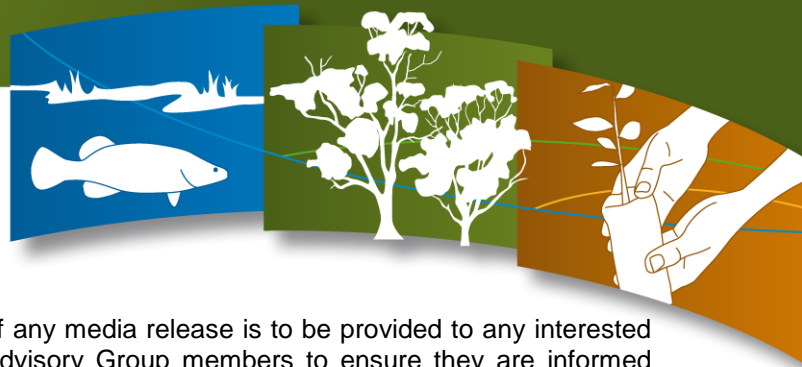 f any media release is to be provided to any interested
dvisory Group members to ensure they are informed